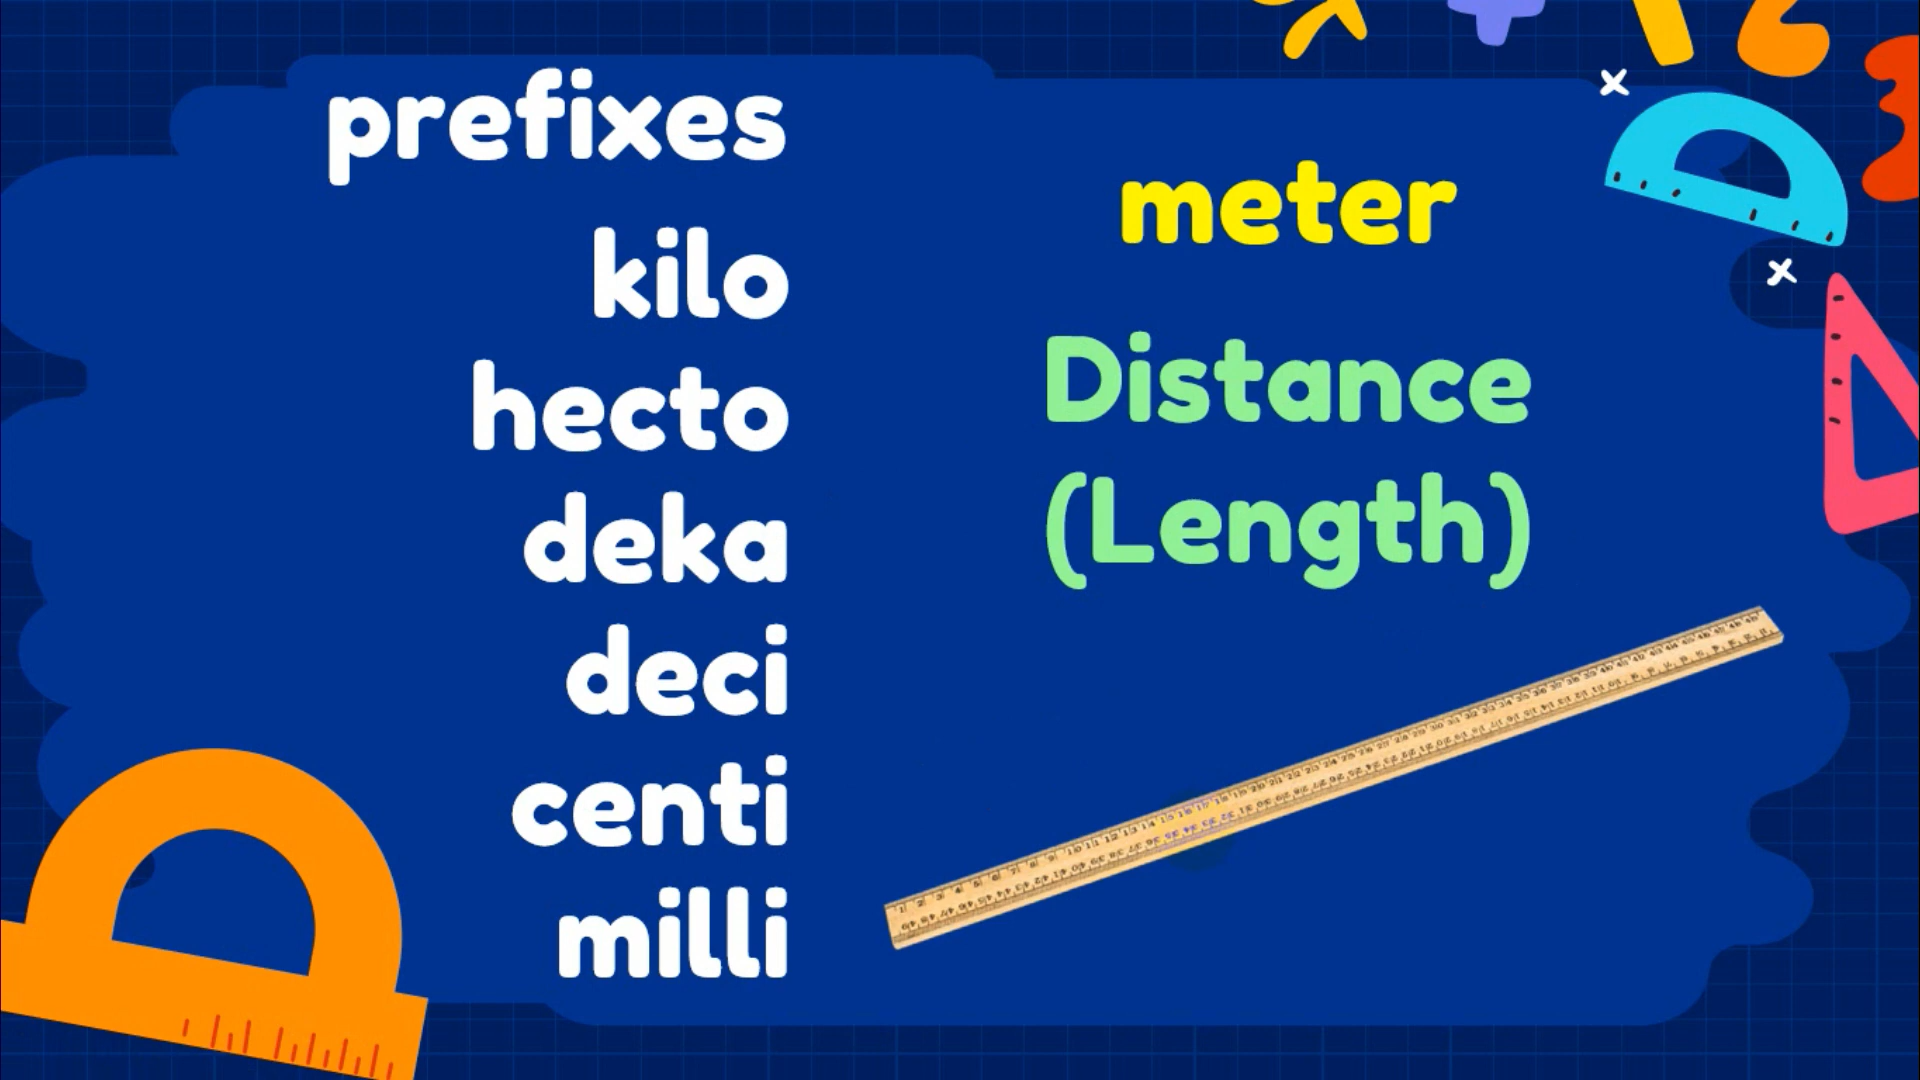 prefixes
kilo
hecto
deka
deci
centi
milli
meter
Distance
(Length)